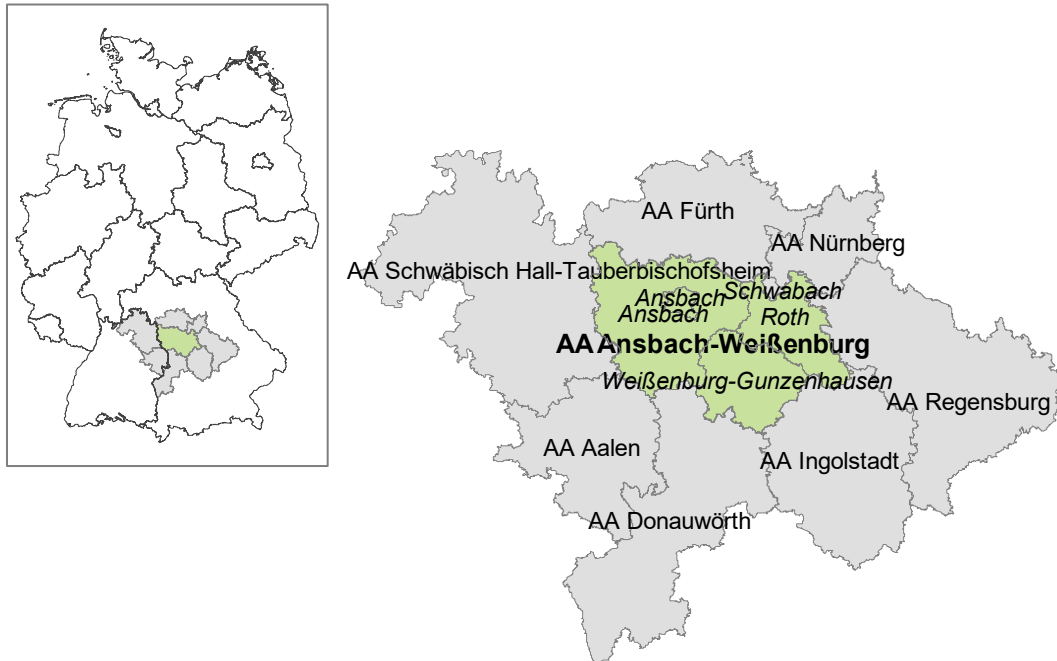 AA Fürth
AA Nürnberg
AA Schwäbisch Hall-Tauberbischofsheim
Ansbach
Schwabach
Ansbach
Roth
AA Ansbach-Weißenburg
Weißenburg-Gunzenhausen
AA Regensburg
AA Aalen
AA Ingolstadt
AA Donauwörth